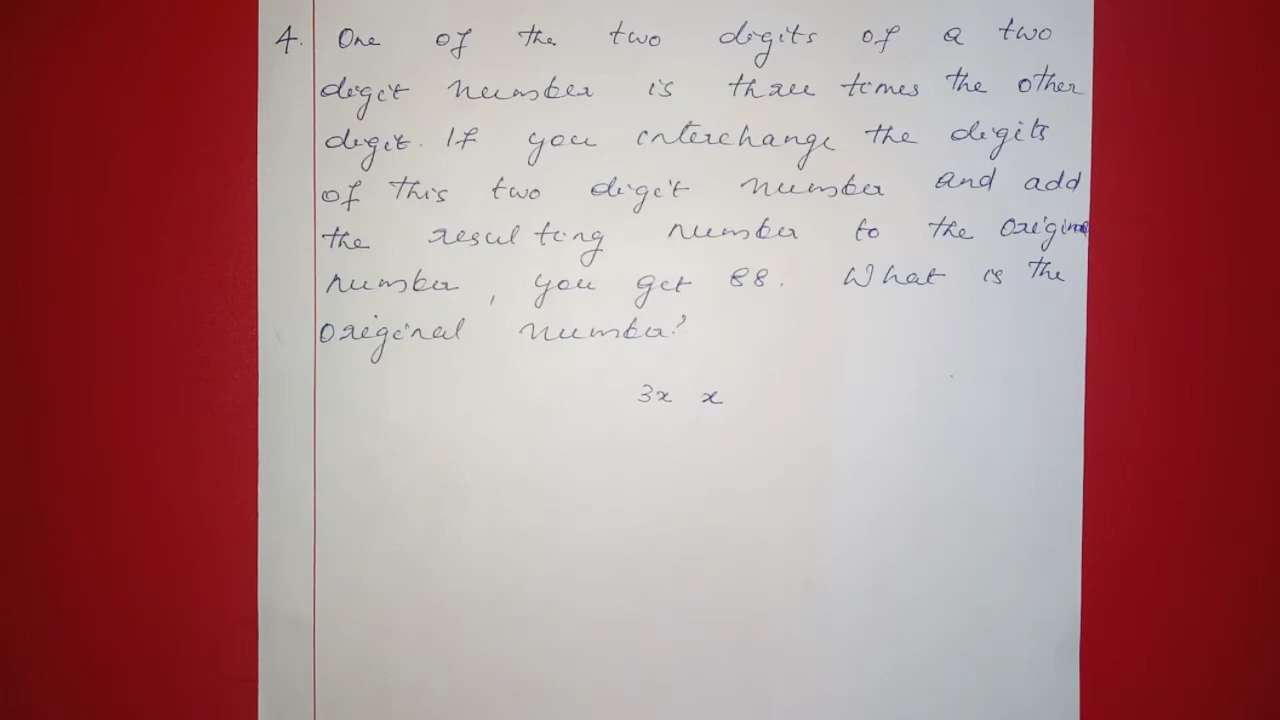 4. One of the two digits of a two
digit number is three times the other
digit. If you interchange the digits
of this two digit number and add
the resulting number to the original
number, you get 88. What is the
original number?
3x x